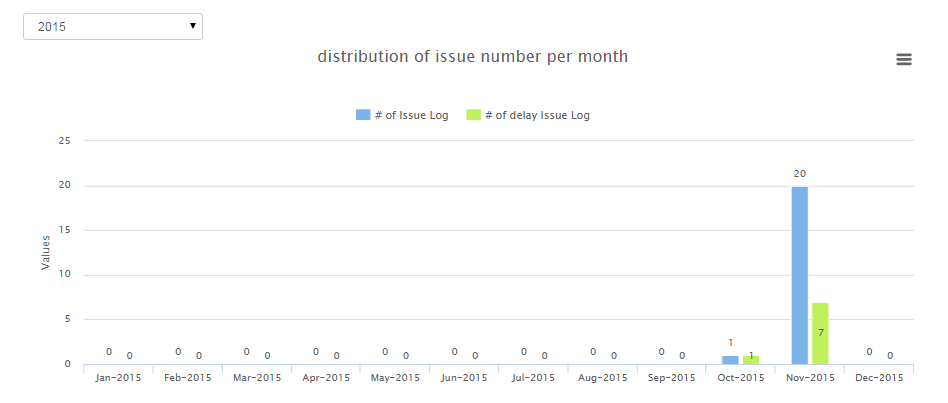 2015
distribution of issue number per month
# of Issue Log # of delay Issue Log
25
20
15
10
5
0
Values
0 0 0 0 0 0 0 0 0 0 0 0 0 0 0 0 0 0 1 1 20 7 0 0
Jan-2015 Feb-2015 Mar-2015 Apr-2015 May-2015 Jun-2015 Jul-2015 Aug-2015 Sep-2015 Oct-2015 Nov-2015 Dec-2015